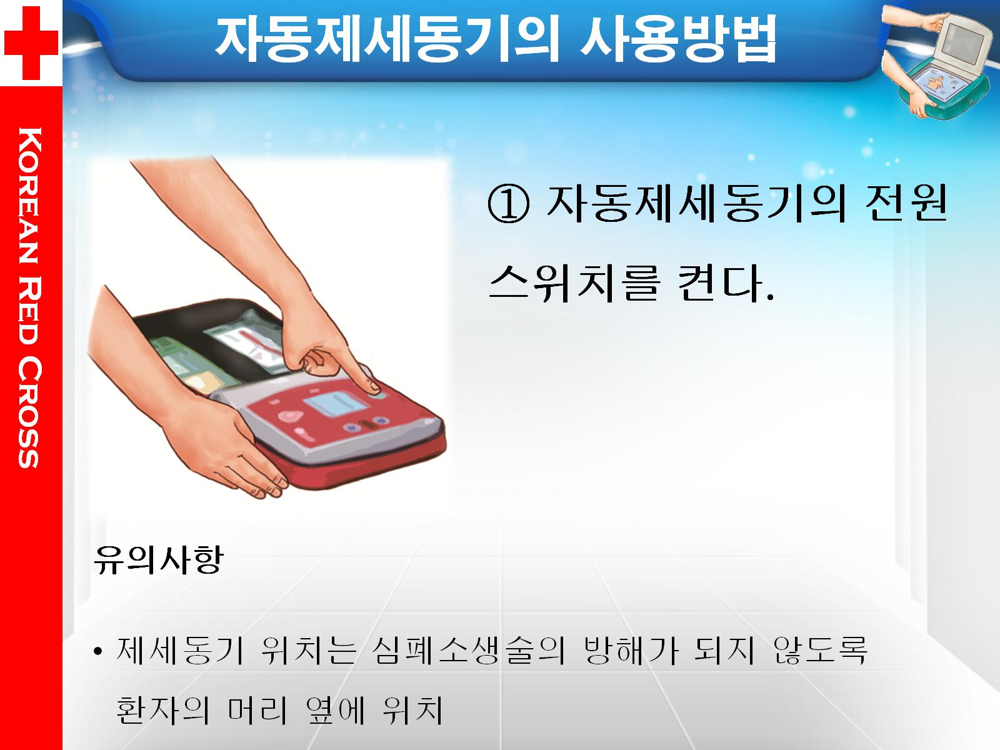 자동제세동기의 사용방법
KOREAN RED CROSS
① 자동제세동기의 전원
스위치를 켠다.
유의사항
• 제세동기 위치는 심폐소생술의 방해가 되지 않도록
환자의 머리 옆에 위치